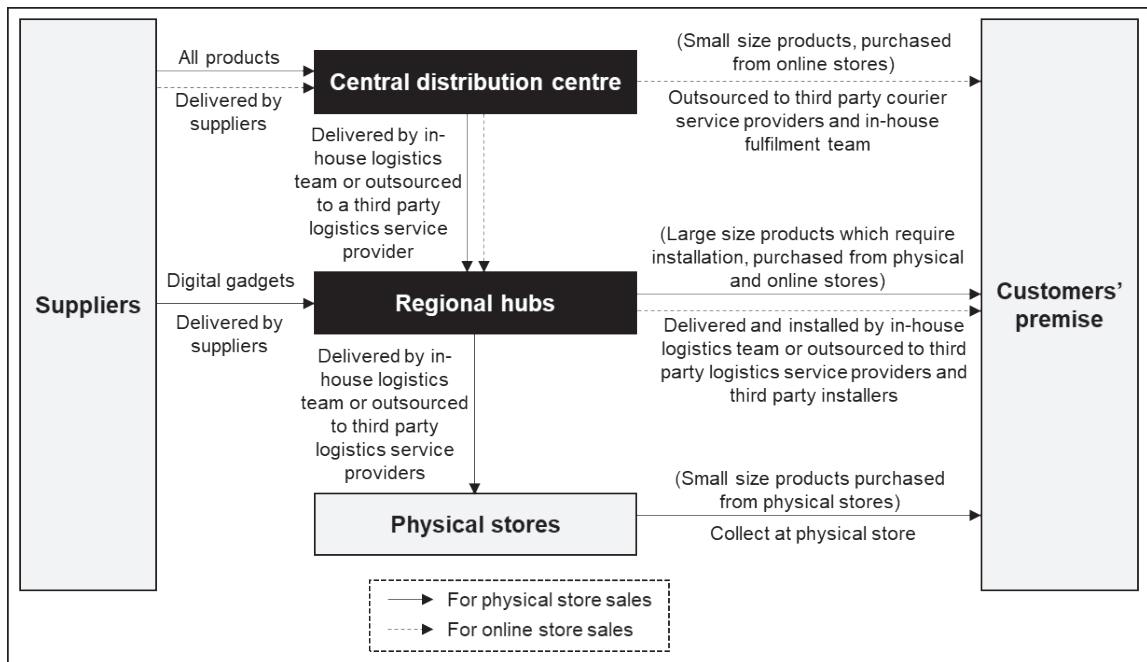 Suppliers
All products
Delivered by
suppliers
Central distribution centre
(Small size products, purchased
from online stores)
Outsourced to third party courier
service providers and in-house
fulfilment team
Delivered by in-
house logistics
team or outsourced
to a third party
logistics service
provider
Digital gadgets
Delivered by
suppliers
Regional hubs
(Large size products which require
installation, purchased from physical
and online stores)
Delivered and installed by in-house
logistics team or outsourced to third
party logistics service providers and
third party installers
Customers’
premise
Delivered by in-
house logistics
team or outsourced
to third party
logistics service
providers
Physical stores
(Small size products purchased
from physical stores)
Collect at physical store
For physical store sales
For online store sales